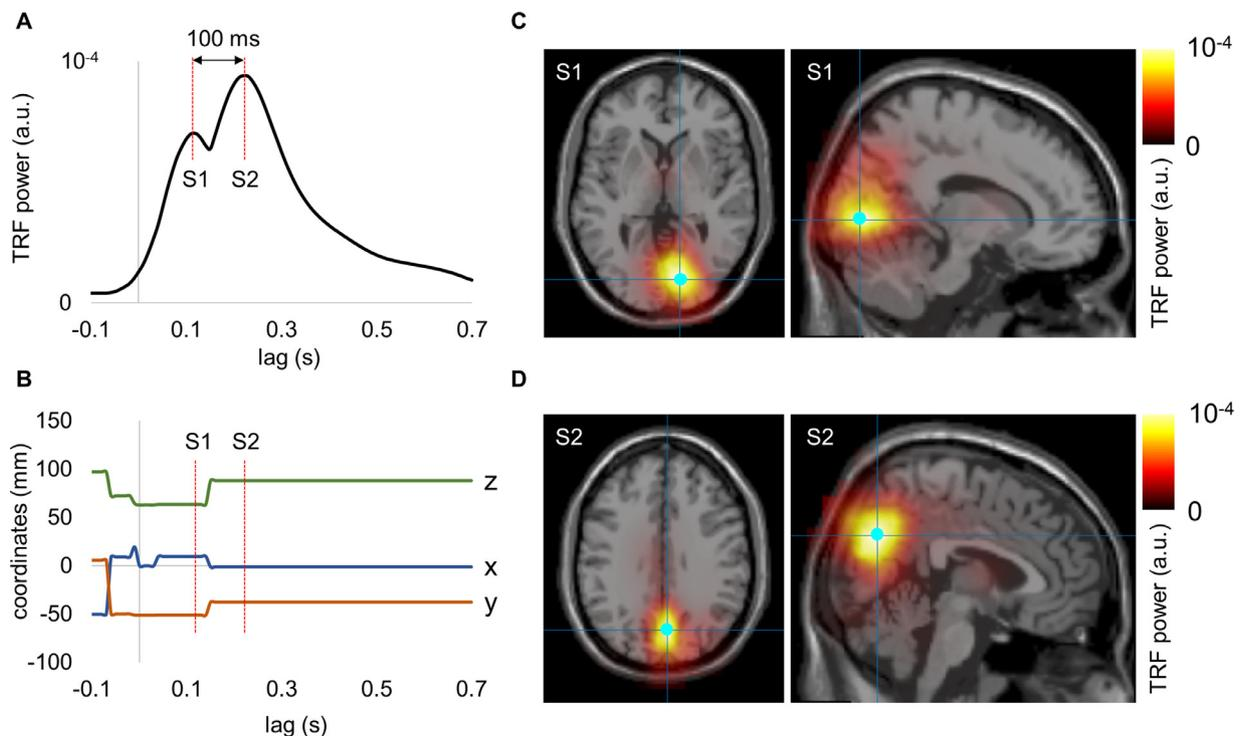 A
100 ms
10-4
S1
S2
TRF power (a.u.)
0
-0.1
0.1
0.3
0.5
0.7
lag (s)
B
150
100
50
0
-50
-100
coordinates (mm)
S1
S2
z
x
y
-0.1
0.1
0.3
0.5
0.7
lag (s)
C
S1
S1
10-4
0
TRF power (a.u.)
D
S2
S2
10-4
0
TRF power (a.u.)